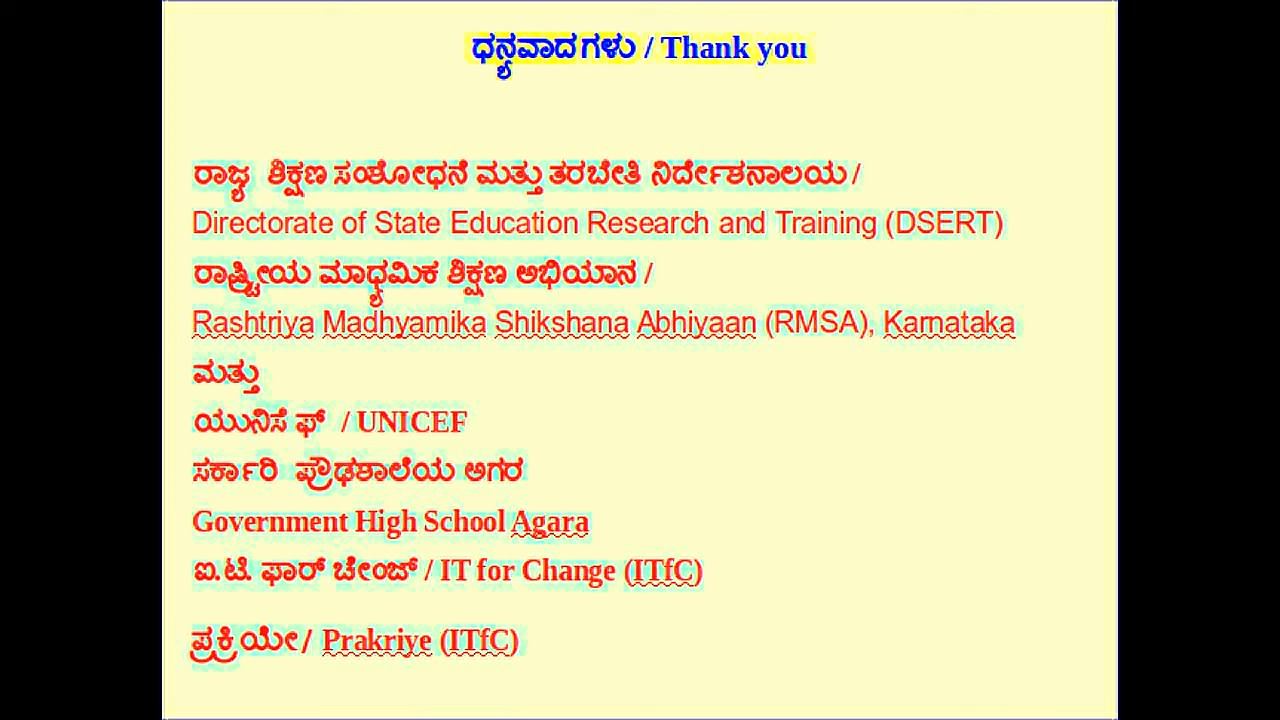 ಧನ್ಯವಾದಗಳು / Thank you
ರಾಜ್ಯ ಶಿಕ್ಷಣ ಸಂಶೋಧನೆ ಮತ್ತು ತರಬೇತಿ ನಿರ್ದೇಶನಾಲಯ /
Directorate of State Education Research and Training (DSERT)
ರಾಷ್ಟ್ರೀಯ ಮಾಧ್ಯಮಿಕ ಶಿಕ್ಷಣ ಅಭಿಯಾನ /
Rashtriya Madhyamika Shikshana Abhiyaan (RMSA), Karnataka
ಮತ್ತು
ಯುನಿಸೆಫ್ / UNICEF
ಸರ್ಕಾರಿ ಪ್ರೌಢಶಾಲೆಯ ಅಗರ
Government High School Agara
ಐ.ಟಿ. ಫಾರ್ ಚೇಂಜ್ / IT for Change (ITfC)
ಪ್ರಕ್ರಿಯೇ / Prakriye (ITfC)